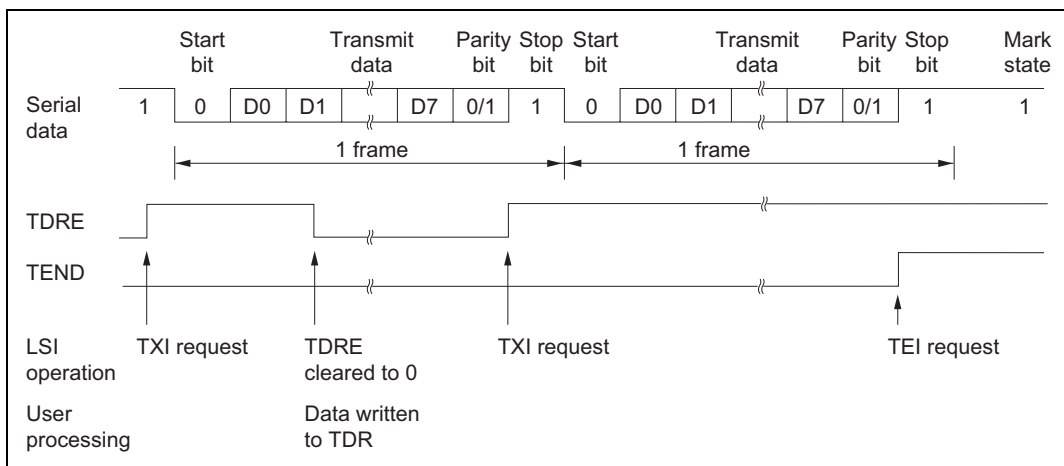 Start Transmit Parity Stop Start Transmit Parity Stop Mark
bit data bit bit bit data bit bit state
Serial data 1 0 D0 D1 D7 0/1 1 0 D0 D1 D7 0/1 1 1
1 frame 1 frame
TDRE
TEND
LSI TXI request TDRE TXI request TEI request
operation cleared to 0
User Data written
processing to TDR